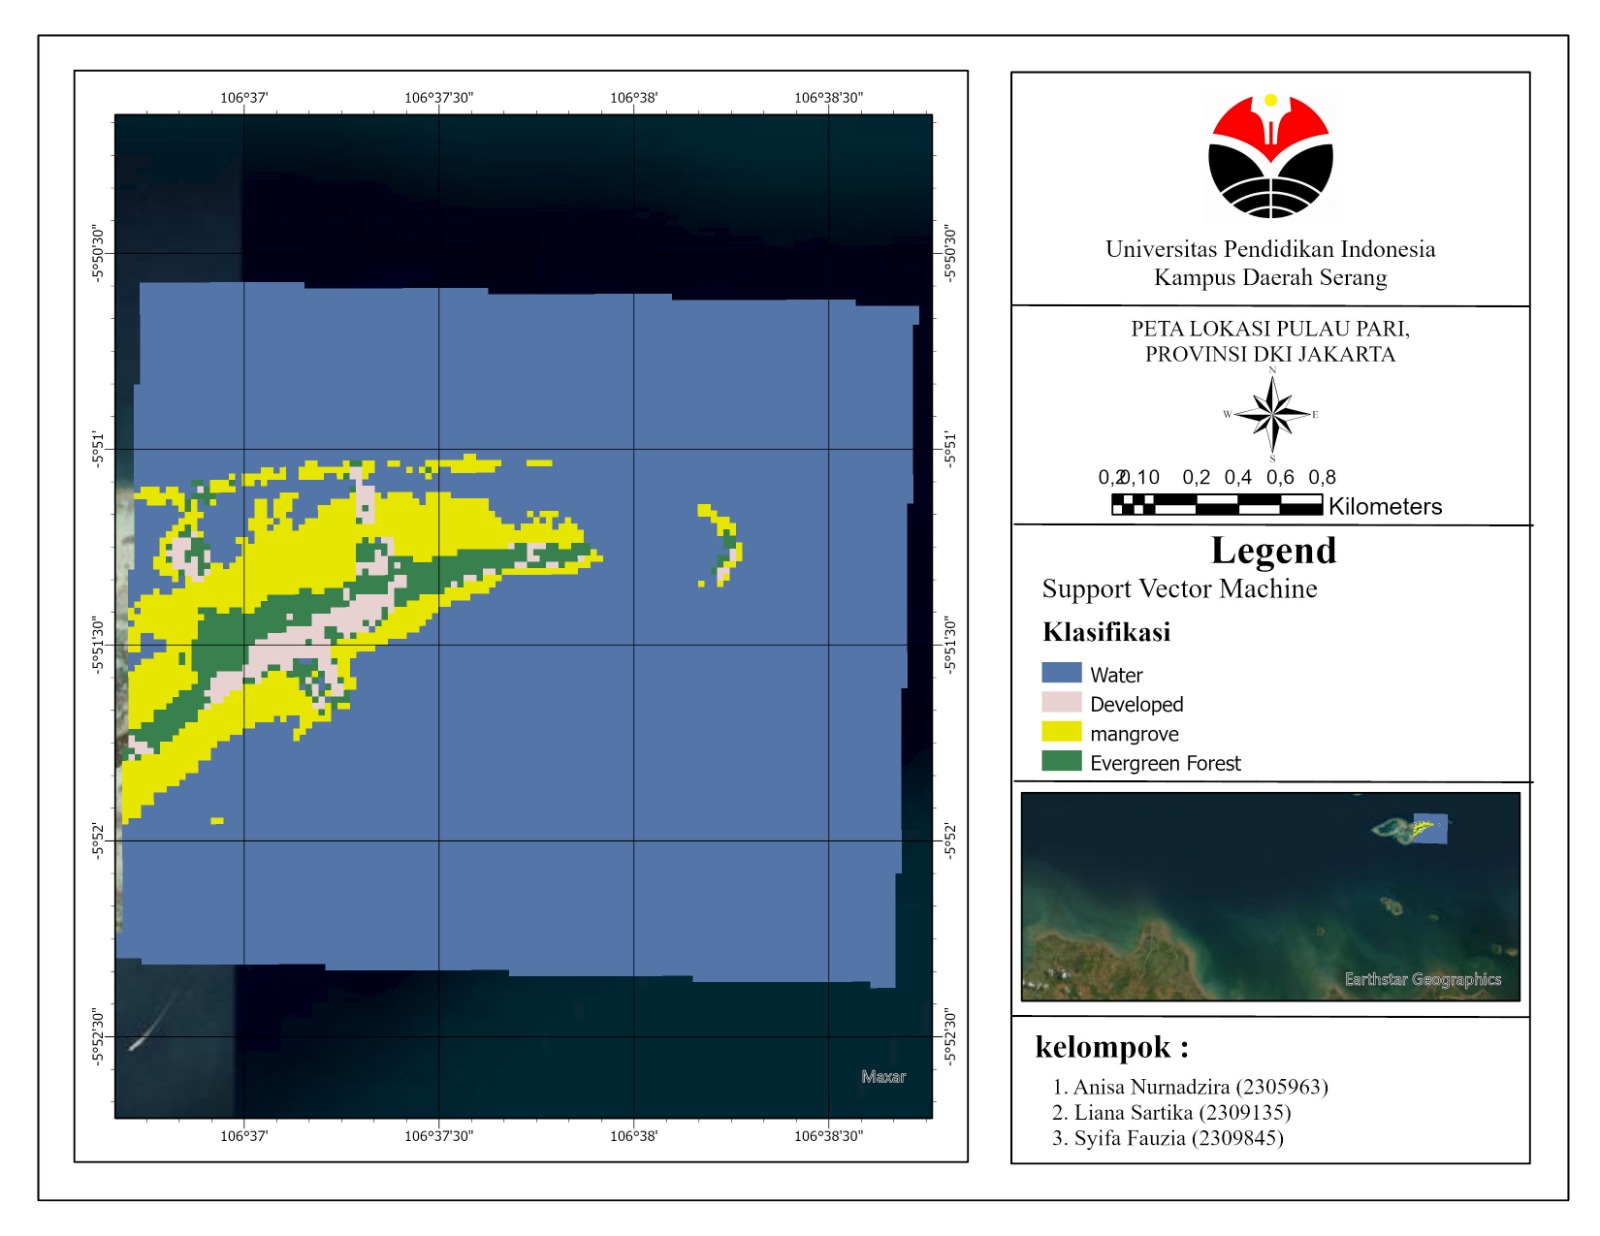 106°37'
106°37'30"
106°38'
106°38'30"
-5°50'30"
-5°51'
-5°51'30"
-5°52'
-5°52'30"
-5°50'30"
-5°51'
-5°51'30"
-5°52'
-5°52'30"
Maxar
106°37'
106°37'30"
106°38'
106°38'30"
Universitas Pendidikan Indonesia
Kampus Daerah Serang
PETA LOKASI PULAU PARI,
PROVINSI DKI JAKARTA
N
W E
S
0,2 0,1 0 0,2 0,4 0,6 0,8
Kilometers
Legend
Support Vector Machine
Klasifikasi
Water
Developed
mangrove
Evergreen Forest
Earthstar Geographics
kelompok :
1. Anisa Nurnadzira (2305963)
2. Liana Sartika (2309135)
3. Syifa Fauzia (2309845)